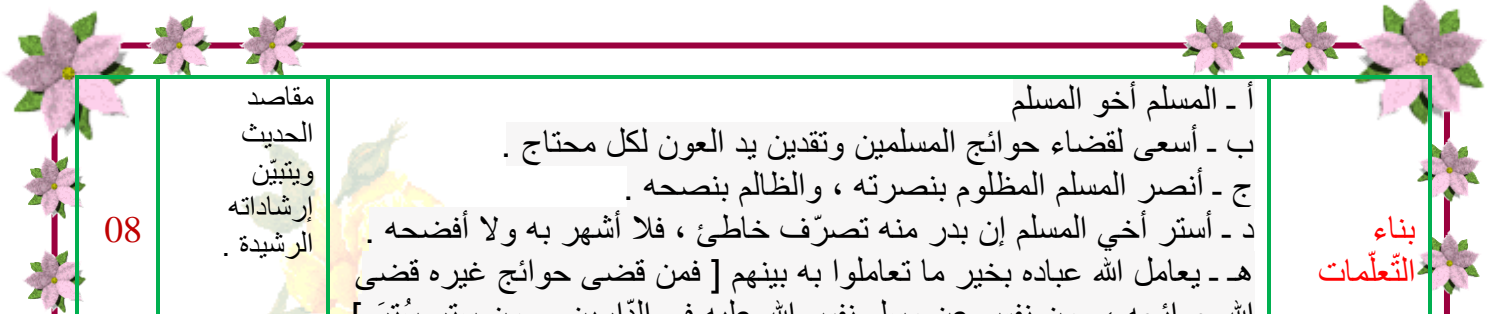 بناء
التّعلّمات
أ ـ المسلم أخو المسلم
ب ـ أسعى لقضاء حوائج المسلمين وتقدين يد العون لكل محتاج .
ج ـ أنصر المسلم المظلوم بنصرته ، والظالم بنصحه .
د ـ أستر أخي المسلم إن بدر منه تصرّف خاطئ ، فلا أشهر به ولا أفضحه .
هـ ـ يعامل الله عباده بخير ما تعاملوا به بينهم [ فمن قضى حوائج غيره قضى
مقاصد
الحديث
ويتبيّن
إرشاداته
الرشيدة .
08